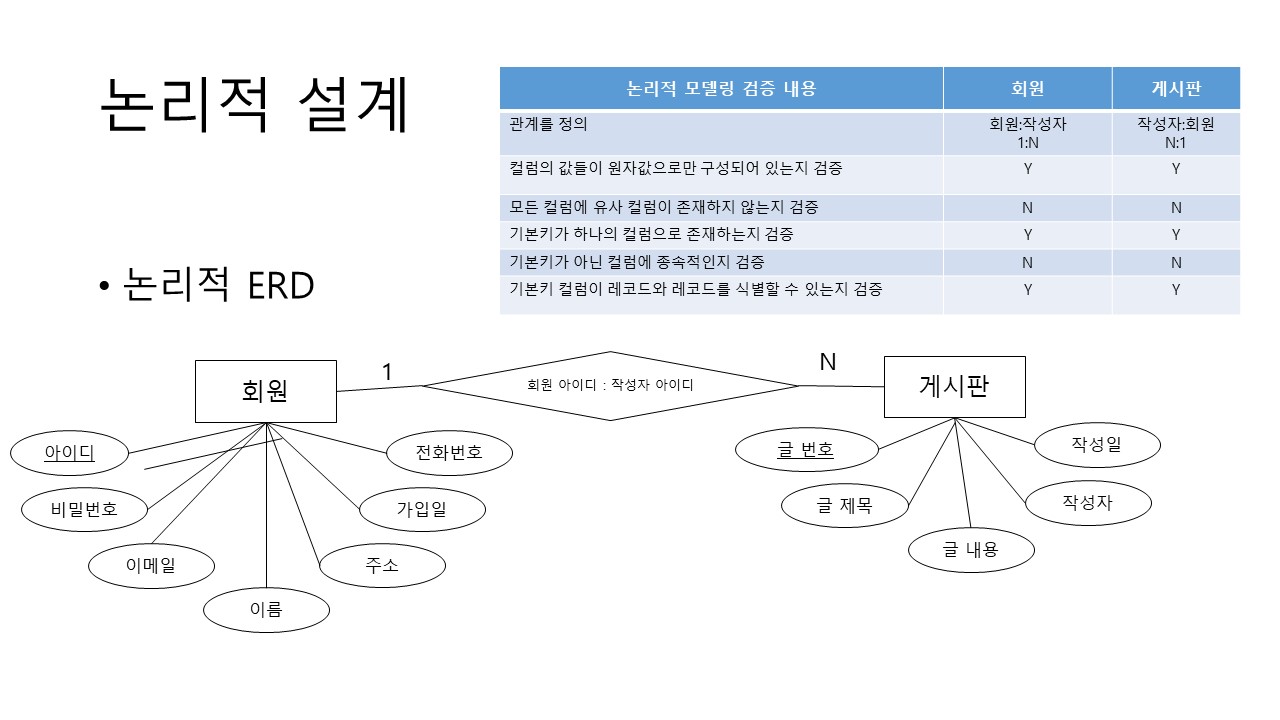 논리적 설계
논리적 모델링 검증 내용 회원 게시판
관계를 정의 회원:작성자 작성자:회원
1:N N:1
컬럼의 값들이 원자값으로만 구성되어 있는지 검증 Y Y
모든 컬럼에 유사 컬럼이 존재하지 않는지 검증 N N
기본키가 하나의 컬럼으로 존재하는지 검증 Y Y
기본키가 아닌 컬럼에 종속적인지 검증 N N
기본키 컬럼이 레코드와 레코드를 식별할 수 있는지 검증 Y Y
• 논리적 ERD
회원
1
회원 아이디 : 작성자 아이디
N
게시판
아이디
비밀번호
이메일
이름
주소
가입일
전화번호
글 번호
글 제목
글 내용
작성자
작성일